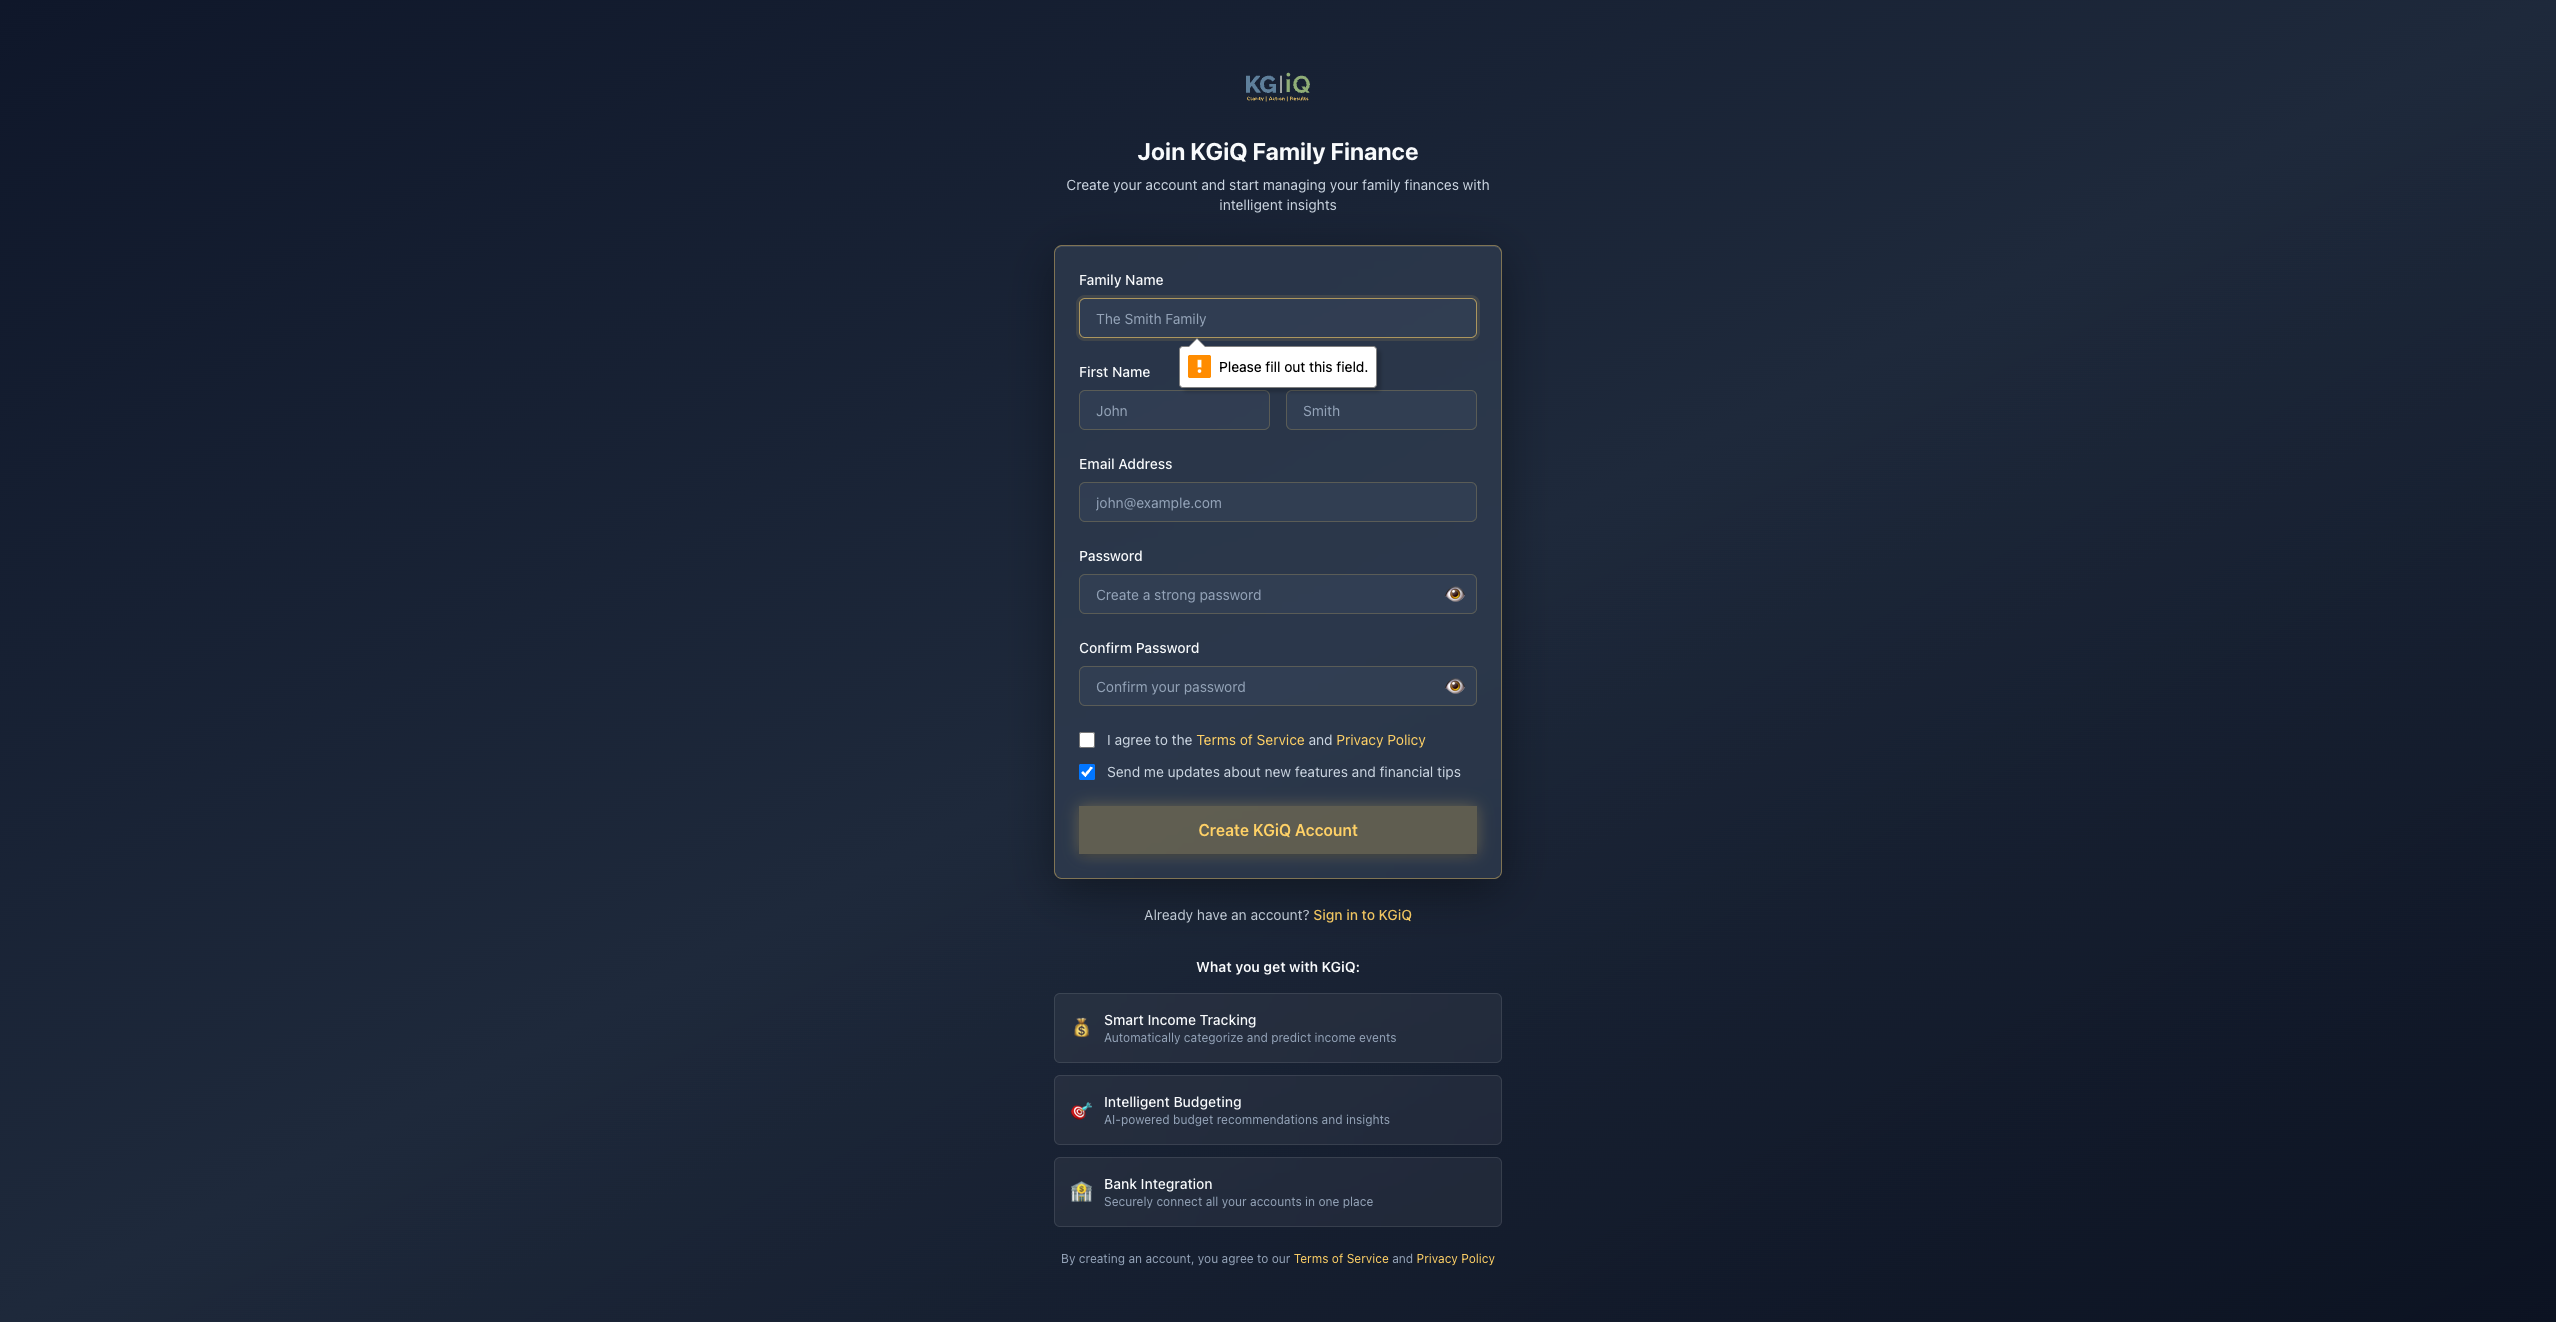 KG|iQ
Clarity | Action | Results
Join KGiQ Family Finance
Create your account and start managing your family finances with
intelligent insights
Family Name
The Smith Family
Please fill out this field.
First Name
John
Smith
Email Address
john@example.com
Password
Create a strong password
Confirm Password
Confirm your password
I agree to the Terms of Service and Privacy Policy
Send me updates about new features and financial tips
Create KGiQ Account
Already have an account? Sign in to KGiQ
What you get with KGiQ:
Smart Income Tracking
Automatically categorize and predict income events
Intelligent Budgeting
AI-powered budget recommendations and insights
Bank Integration
Securely connect all your accounts in one place
By creating an account, you agree to our Terms of Service and Privacy Policy